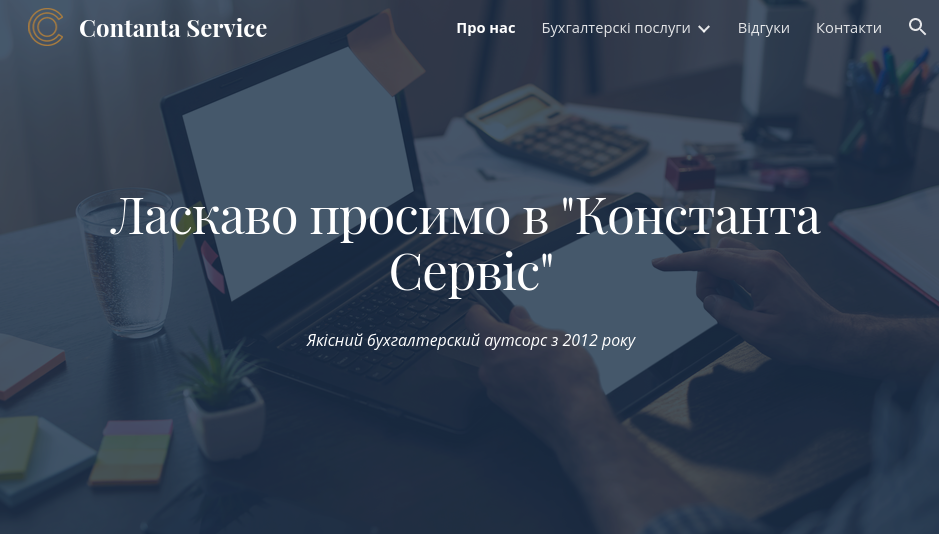 Contanta Service
Про нас
Бухгалтерскі послуги
Відгуки
Контакти
Ласкаво просимо в "Константа
Сервіс"
Якісний бухгалтерский аутсорс з 2012 року